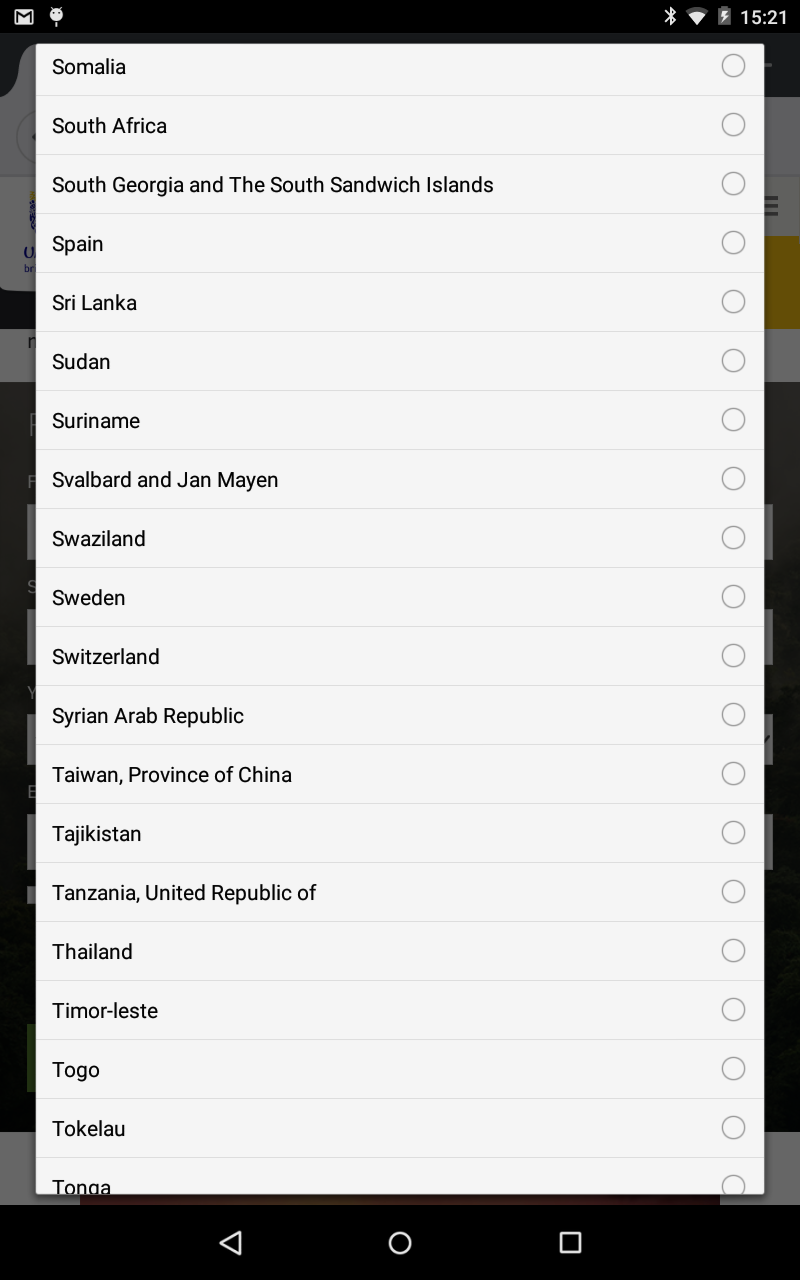 15:21
Somalia
South Africa
South Georgia and The South Sandwich Islands
Spain
Sri Lanka
Sudan
Suriname
Svalbard and Jan Mayen
Swaziland
Sweden
Switzerland
Syrian Arab Republic
Taiwan, Province of China
Tajikistan
Tanzania, United Republic of
Thailand
Timor-leste
Togo
Tokelau
Tonga